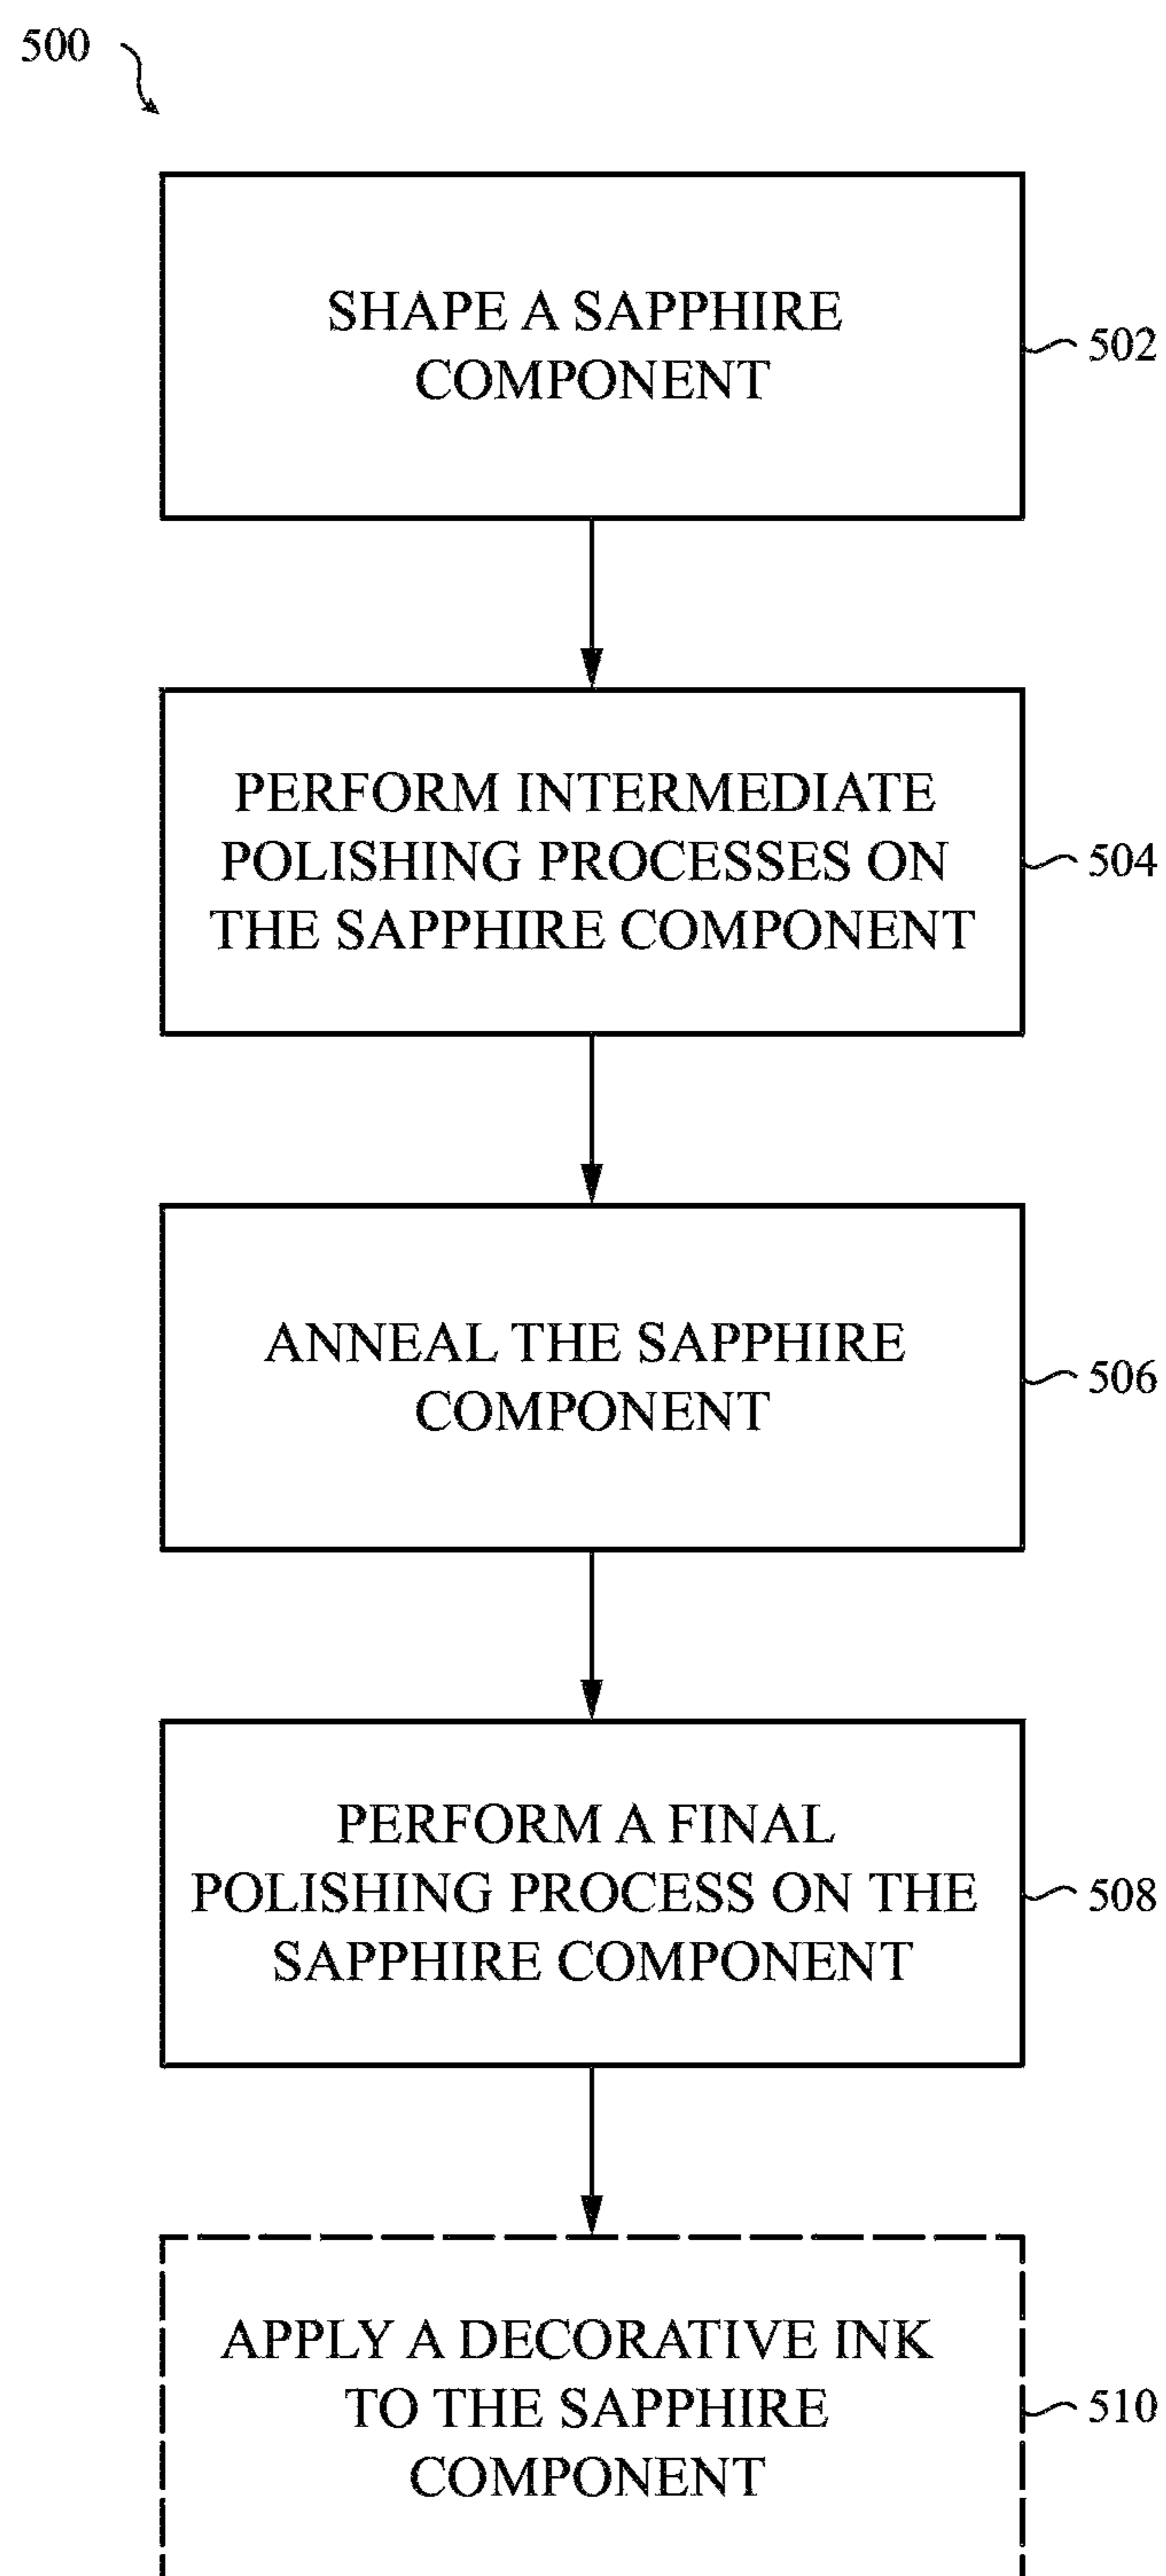 500
SHAPE A SAPPHIRE
COMPONENT
502
PERFORM INTERMEDIATE
POLISHING PROCESSES ON
THE SAPPHIRE COMPONENT
504
ANNEAL THE SAPPHIRE
COMPONENT
506
PERFORM A FINAL
POLISHING PROCESS ON THE
SAPPHIRE COMPONENT
508
APPLY A DECORATIVE INK
TO THE SAPPHIRE
COMPONENT
510